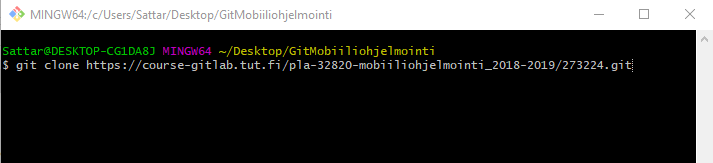 MINGW64:/c/Users/Sattar/Desktop/GitMobiiliohjelmointi
Sattar@DESKTOP-CG1DA8J MINGW64 ~/Desktop/GitMobiiliohjelmointi
$ git clone https://course-gitlab.tut.fi/pla-32820-mobiiliohjelmointi_2018-2019/273224.git